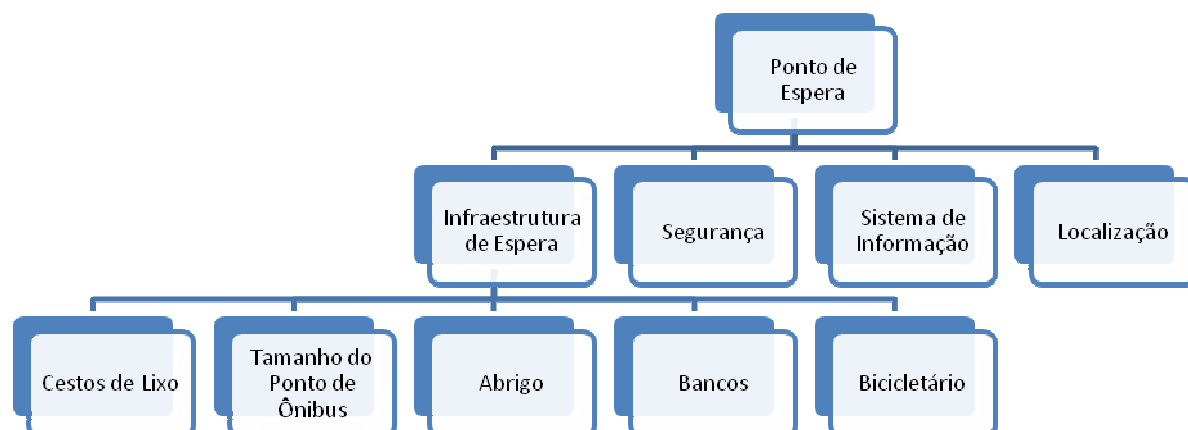 Ponto de
Espera
Infraestrutura
de Espera
Segurança
Sistema de
Informação
Localização
Cestos de Lixo
Tamanho do
Ponto de
Ônibus
Abrigo
Bancos
Bicicletário